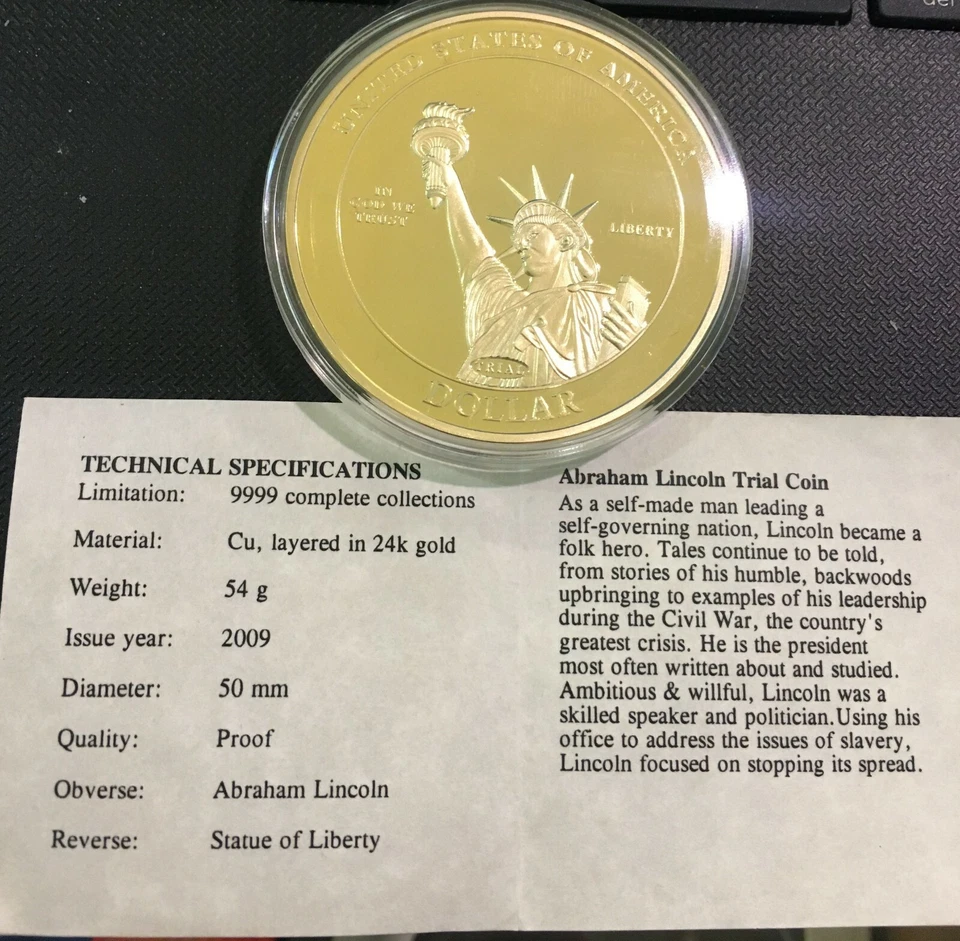 del
UNITED STATES OF AMERICA
IN
GOD WE
TRUST
LIBERTY
TRIAL
DOLLAR
TECHNICAL SPECIFICATIONS
Limitation: 9999 complete collections
Material: Cu, layered in 24k gold
Weight: 54 g
Issue year: 2009
Diameter: 50 mm
Quality: Proof
Obverse: Abraham Lincoln
Reverse: Statue of Liberty
Abraham Lincoln Trial Coin
As a self-made man leading a
self-governing nation, Lincoln became a
folk hero. Tales continue to be told,
from stories of his humble, backwoods
upbringing to examples of his leadership
during the Civil War, the country's
greatest crisis. He is the president
most often written about and studied.
Ambitious & willful, Lincoln was a
skilled speaker and politician.Using his
office to address the issues of slavery,
Lincoln focused on stopping its spread.